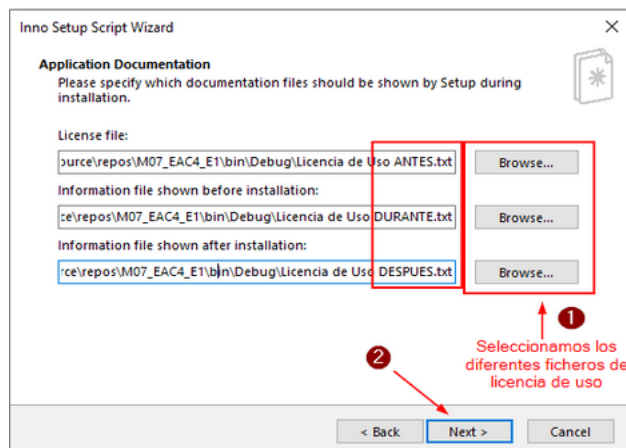 Inno Setup Script Wizard
Application Documentation
Please specify which documentation files should be shown by Setup during
installation.
License file:
ource\repos\M07_EAC4_E1\bin\Debug\Licencia de Uso ANTES.txt
Browse...
Information file shown before installation:
ce\repos\M07_EAC4_E1\bin\Debug\Licencia de Uso DURANTE.txt
Browse...
Information file shown after installation:
rce\repos\M07_EAC4_E1\bin\Debug\Licencia de Uso DESPUES.txt
Browse...
1
Seleccionamos los
diferentes ficheros de
licencia de uso
2
< Back
Next >
Cancel